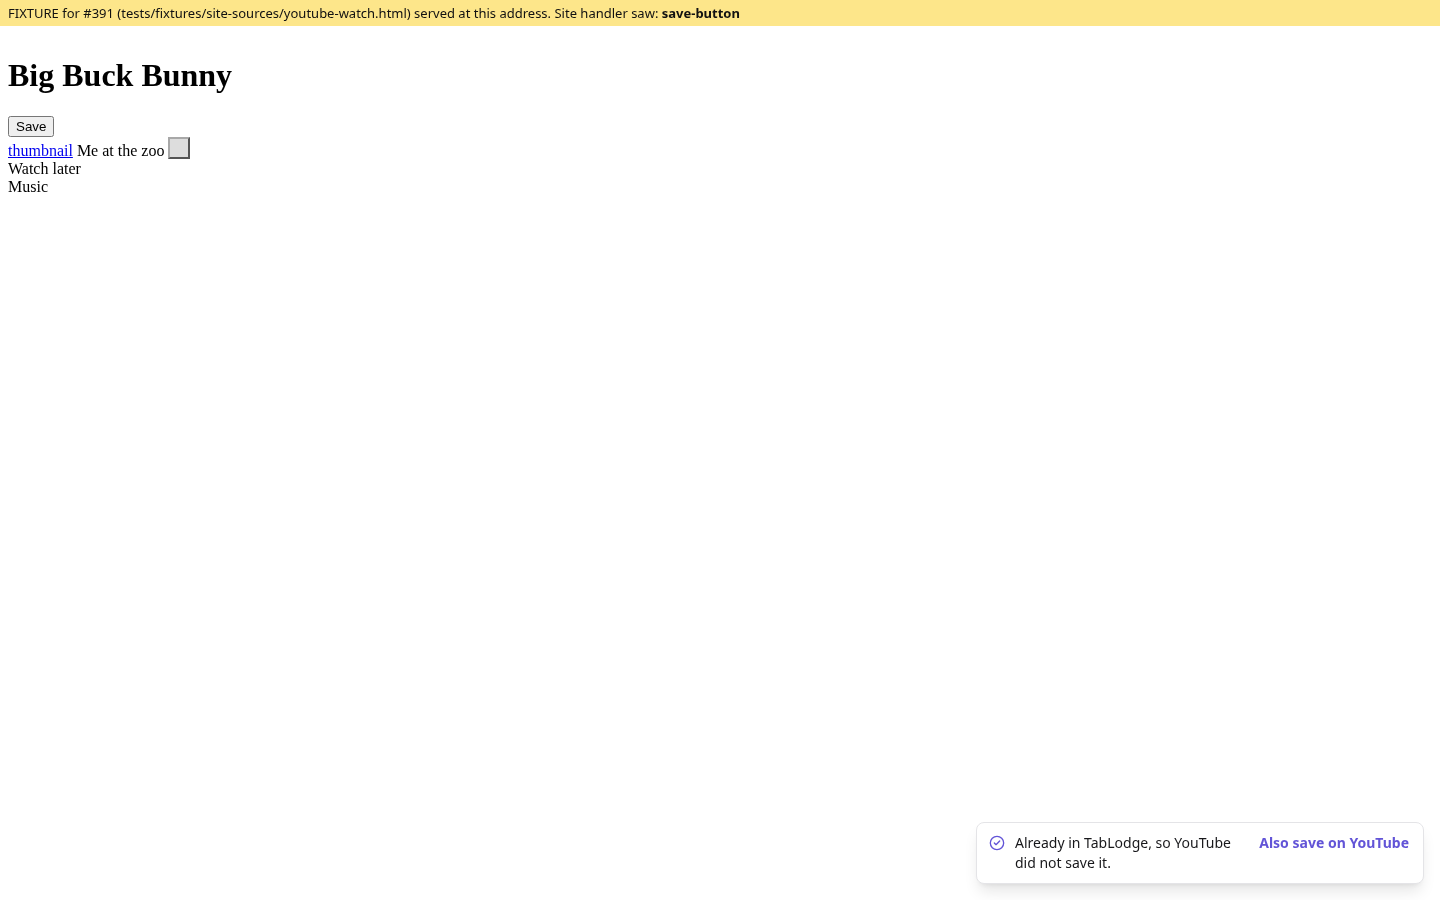 FIXTURE for #391 (tests/fixtures/site-sources/youtube-watch.html) served at this address. Site handler saw: save-button
Big Buck Bunny
Save
thumbnail Me at the zoo
Watch later
Music
Already in TabLodge, so YouTube
did not save it.
Also save on YouTube